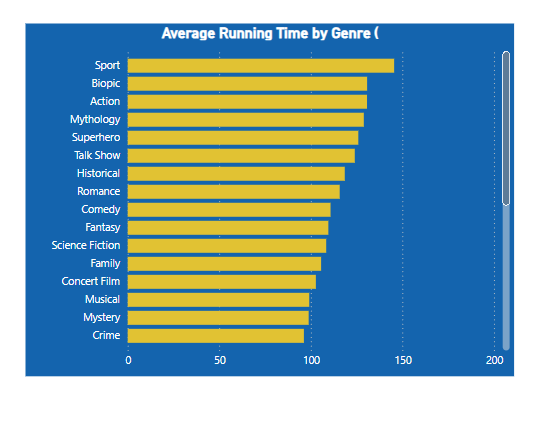 Average Running Time by Genre (
Sport
Biopic
Action
Mythology
Superhero
Talk Show
Historical
Romance
Comedy
Fantasy
Science Fiction
Family
Concert Film
Musical
Mystery
Crime
0 50 100 150 200